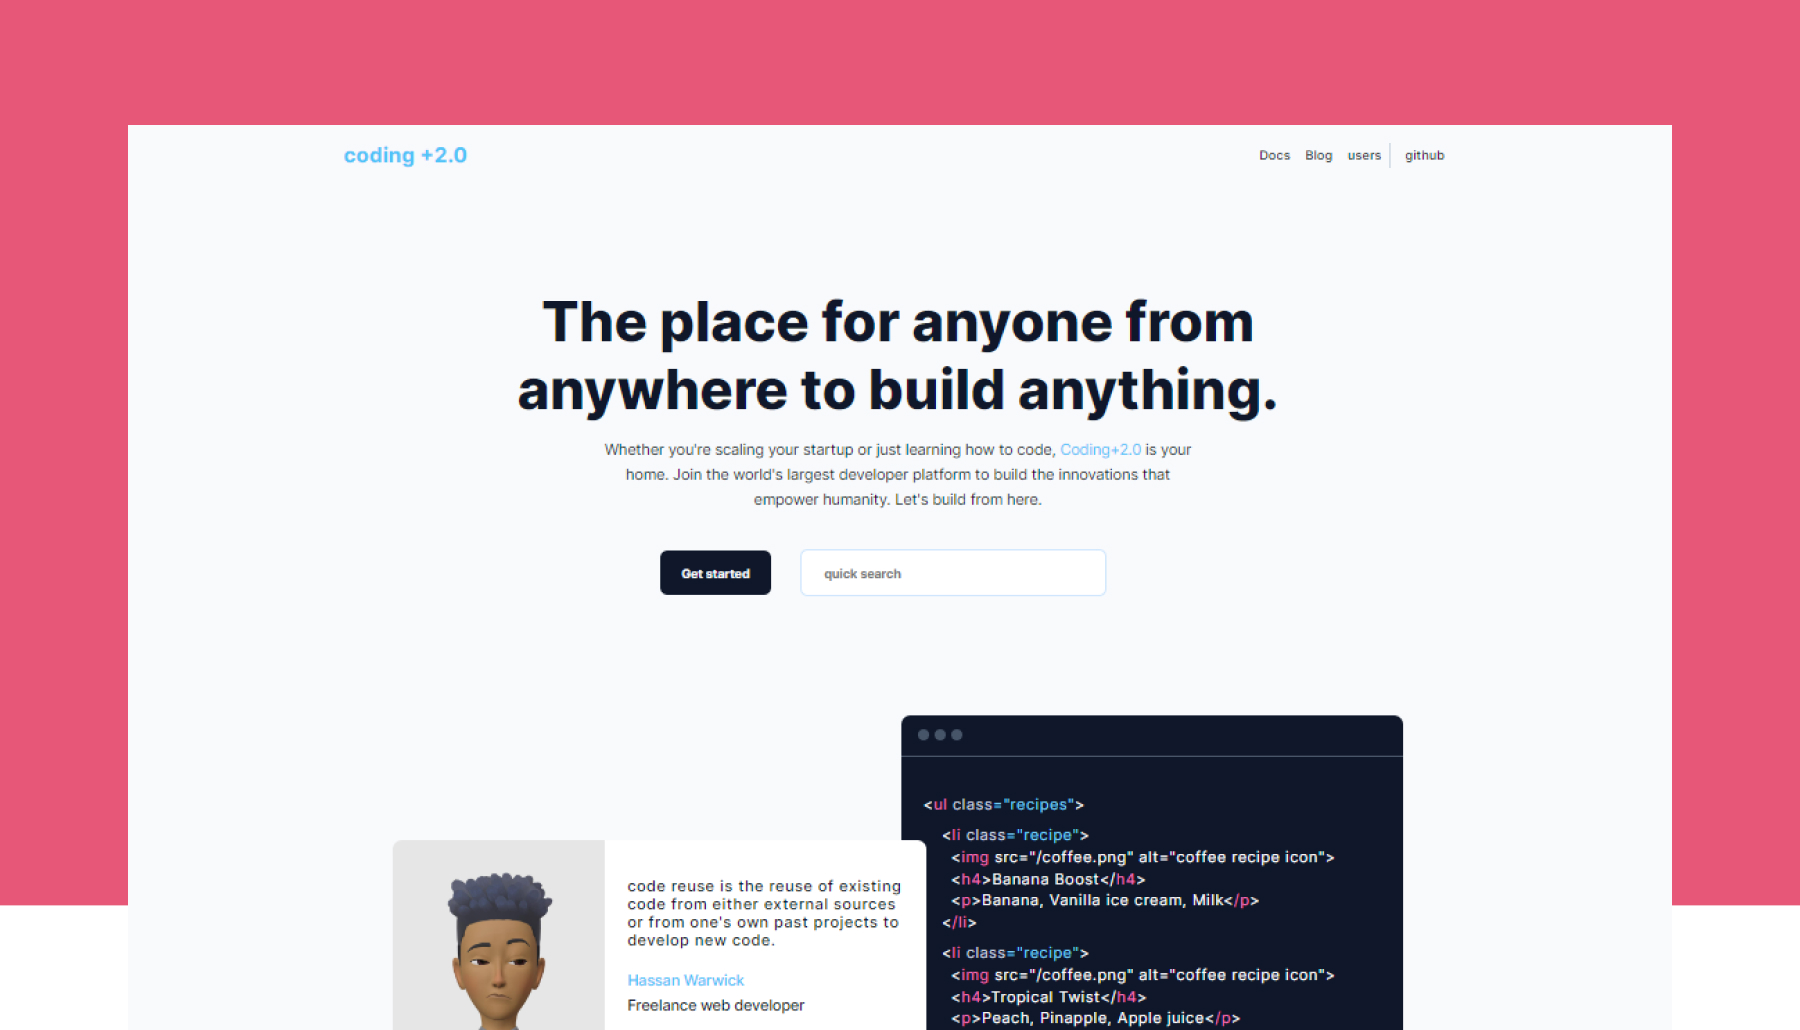 coding +2.0
Docs Blog users github
The place for anyone from
anywhere to build anything.
Whether you're scaling your startup or just learning how to code, Coding+2.0 is your
home. Join the world's largest developer platform to build the innovations that
empower humanity. Let's build from here.
Get started
quick search
code reuse is the reuse of existing
code from either external sources
or from one's own past projects to
develop new code.
Hassan Warwick
Freelance web developer
<ul class="recipes">
<li class="recipe">
<img src="/coffee.png" alt="coffee recipe icon">
<h4>Banana Boost</h4>
<p>Banana, Vanilla ice cream, Milk</p>
</li>
<li class="recipe">
<img src="/coffee.png" alt="coffee recipe icon">
<h4>Tropical Twist</h4>
<p>Peach, Pinapple, Apple juice</p>